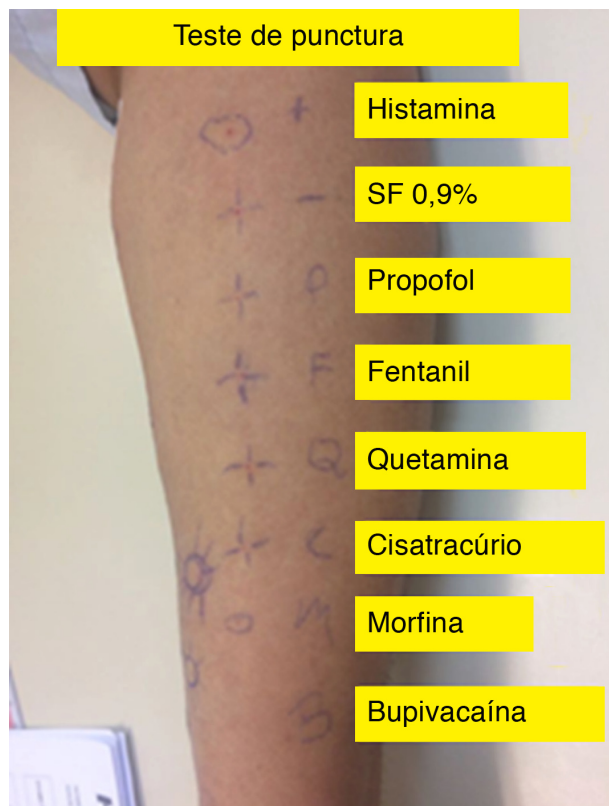 Teste de punctura
+ Histamina
− SF 0,9%
P Propofol
F Fentanil
Q Quetamina
C Cisatracúrio
M Morfina
B Bupivacaína